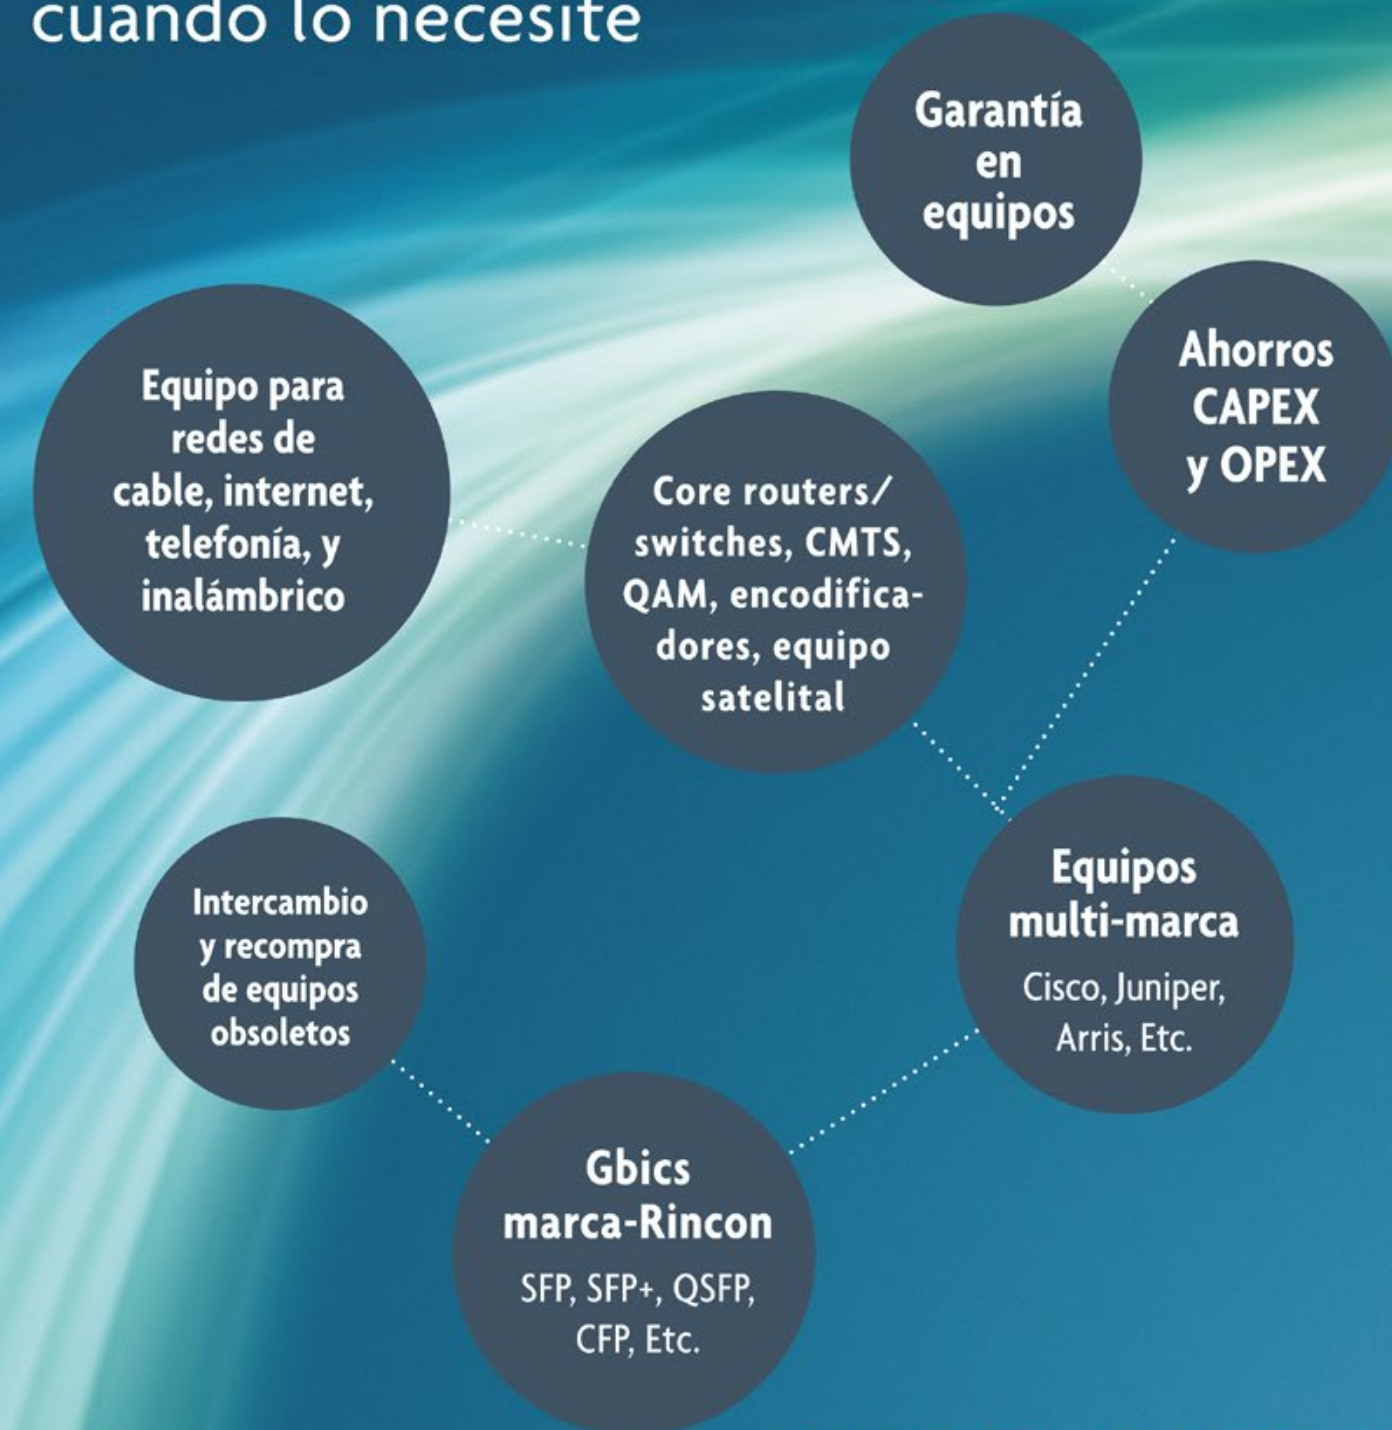 cuando lo necesite
Garantía
en
equipos
Ahorros
CAPEX
y OPEX
Equipo para
redes de
cable, internet,
telefonía, y
inalámbrico
Core routers/
switches, CMTS,
QAM, encodifica-
dores, equipo
satelital
Equipos
multi-marca
Cisco, Juniper,
Arris, Etc.
Intercambio
y recompra
de equipos
obsoletos
Gbics
marca-Rincon
SFP, SFP+, QSFP,
CFP, Etc.